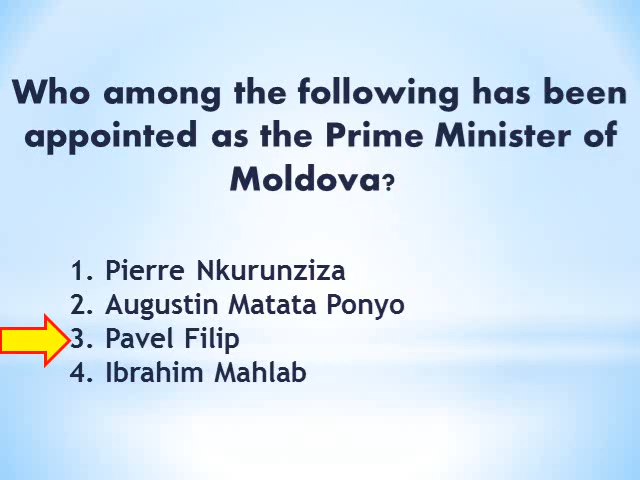 Who among the following has been
appointed as the Prime Minister of
Moldova?
1. Pierre Nkurunziza
2. Augustin Matata Ponyo
3. Pavel Filip
4. Ibrahim Mahlab